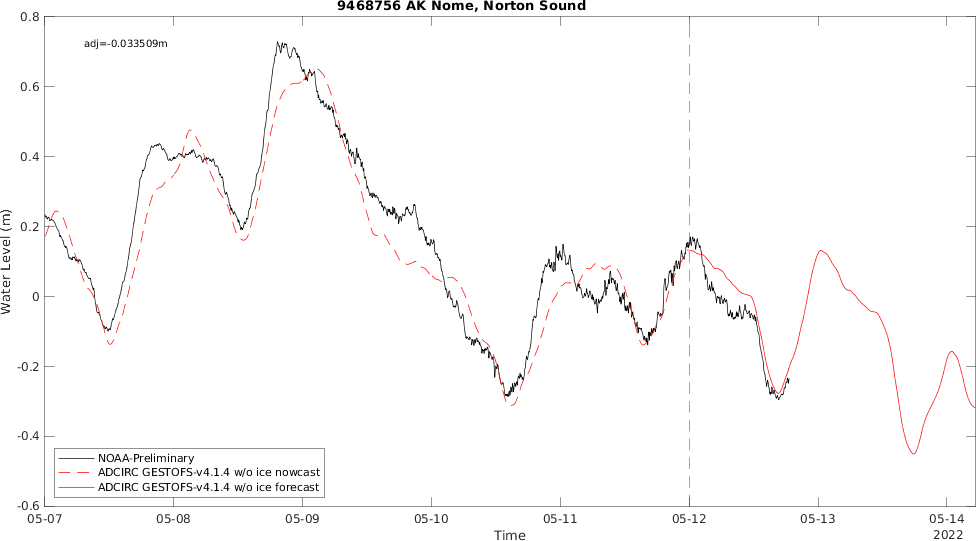 9468756 AK Nome, Norton Sound
adj=-0.033509m
0.8
0.6
0.4
0.2
0
-0.2
-0.4
-0.6
Water Level (m)
NOAA-Preliminary
ADCIRC GESTOFS-v4.1.4 w/o ice nowcast
ADCIRC GESTOFS-v4.1.4 w/o ice forecast
05-07 05-08 05-09 05-10 05-11 05-12 05-13 05-14
Time
2022